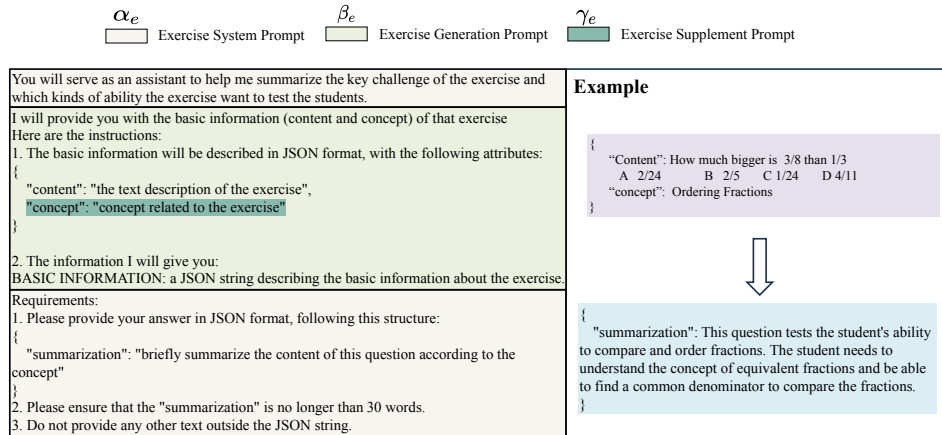 αe Exercise System Prompt βe Exercise Generation Prompt γe Exercise Supplement Prompt
You will serve as an assistant to help me summarize the key challenge of the exercise and
which kinds of ability the exercise want to test the students.
I will provide you with the basic information (content and concept) of that exercise
Here are the instructions:
1. The basic information will be described in JSON format, with the following attributes:
{
"content": "the text description of the exercise",
"concept": "concept related to the exercise"
}
2. The information I will give you:
BASIC INFORMATION: a JSON string describing the basic information about the exercise.
Requirements:
1. Please provide your answer in JSON format, following this structure:
{
"summarization": "briefly summarize the content of this question according to the
concept"
}
2. Please ensure that the "summarization" is no longer than 30 words.
3. Do not provide any other text outside the JSON string.
Example
{
“Content”: How much bigger is 3/8 than 1/3
A 2/24 B 2/5 C 1/24 D 4/11
“concept”: Ordering Fractions
}
{
"summarization": This question tests the student's ability
to compare and order fractions. The student needs to
understand the concept of equivalent fractions and be able
to find a common denominator to compare the fractions.
}